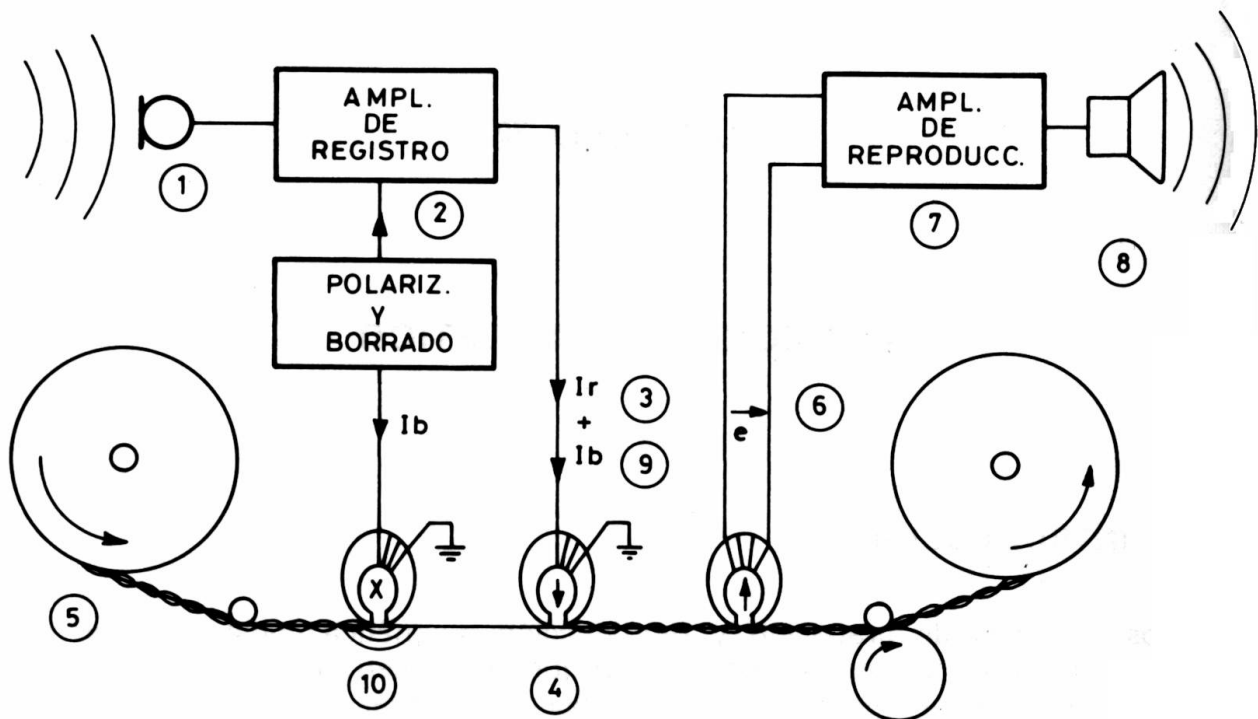 AMPL.
DE
REGISTRO
1
2
POLARIZ.
Y
BORRADO
Ib
Ir
+
Ib
3
9
AMPL.
DE
REPRODUCC.
7
8
e
6
5
X
10
4